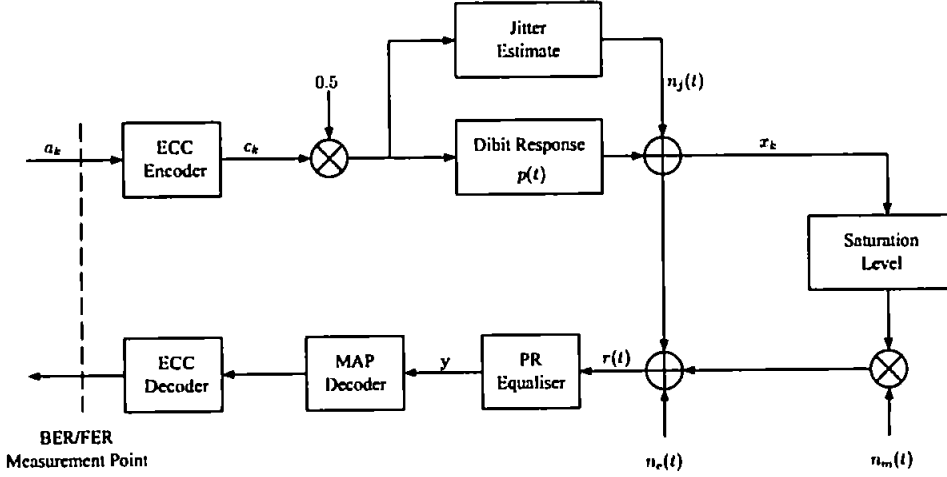 Jitter
Estimate
n_j(t)
0.5
a_k
ECC
Encoder
c_k
Dibit Response
p(t)
x_k
Saturation
Level
ECC
Decoder
MAP
Decoder
y
PR
Equaliser
r(t)
BER/FER
Measurement Point
n_e(t)
n_m(t)